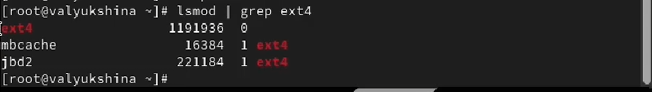 [root@valyukshina ~]# lsmod | grep ext4
ext4 1191936 0
mbcache 16384 1 ext4
jbd2 221184 1 ext4
[root@valyukshina ~]#